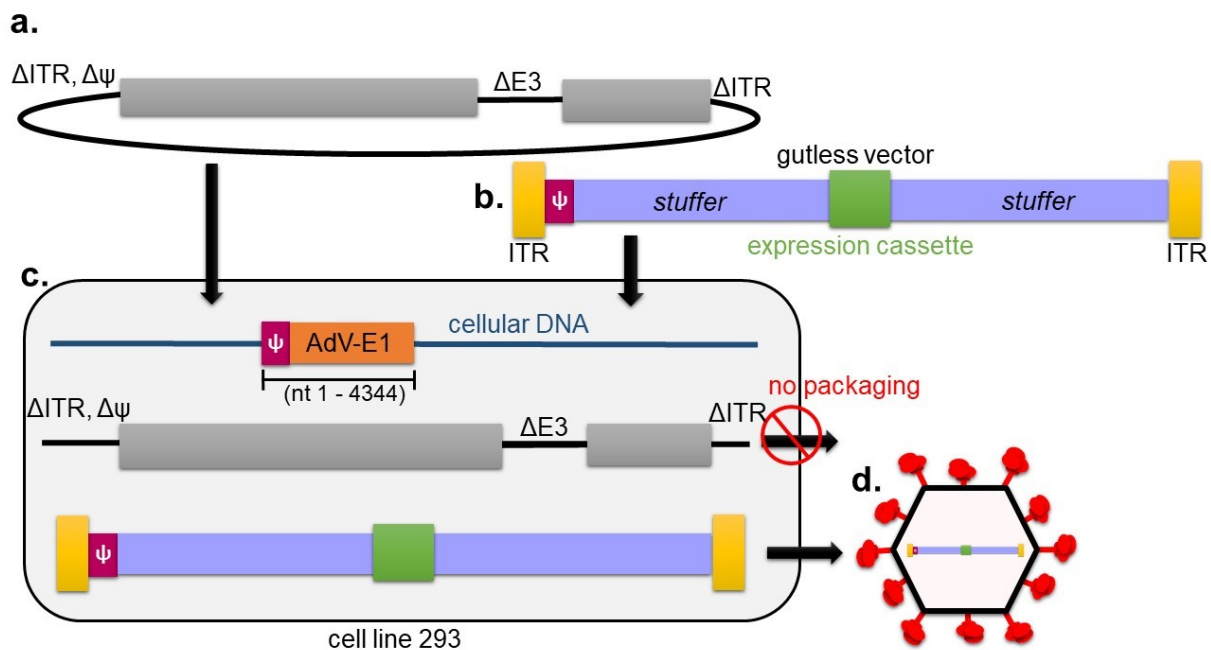 a.
ΔITR, Δψ
ΔE3
ΔITR
gutless vector
b.
ψ
stuffer
stuffer
ITR
expression cassette
ITR
c.
cellular DNA
ψ
AdV-E1
(nt 1 - 4344)
no packaging
ΔITR, Δψ
ΔE3
ΔITR
d.
ψ
cell line 293